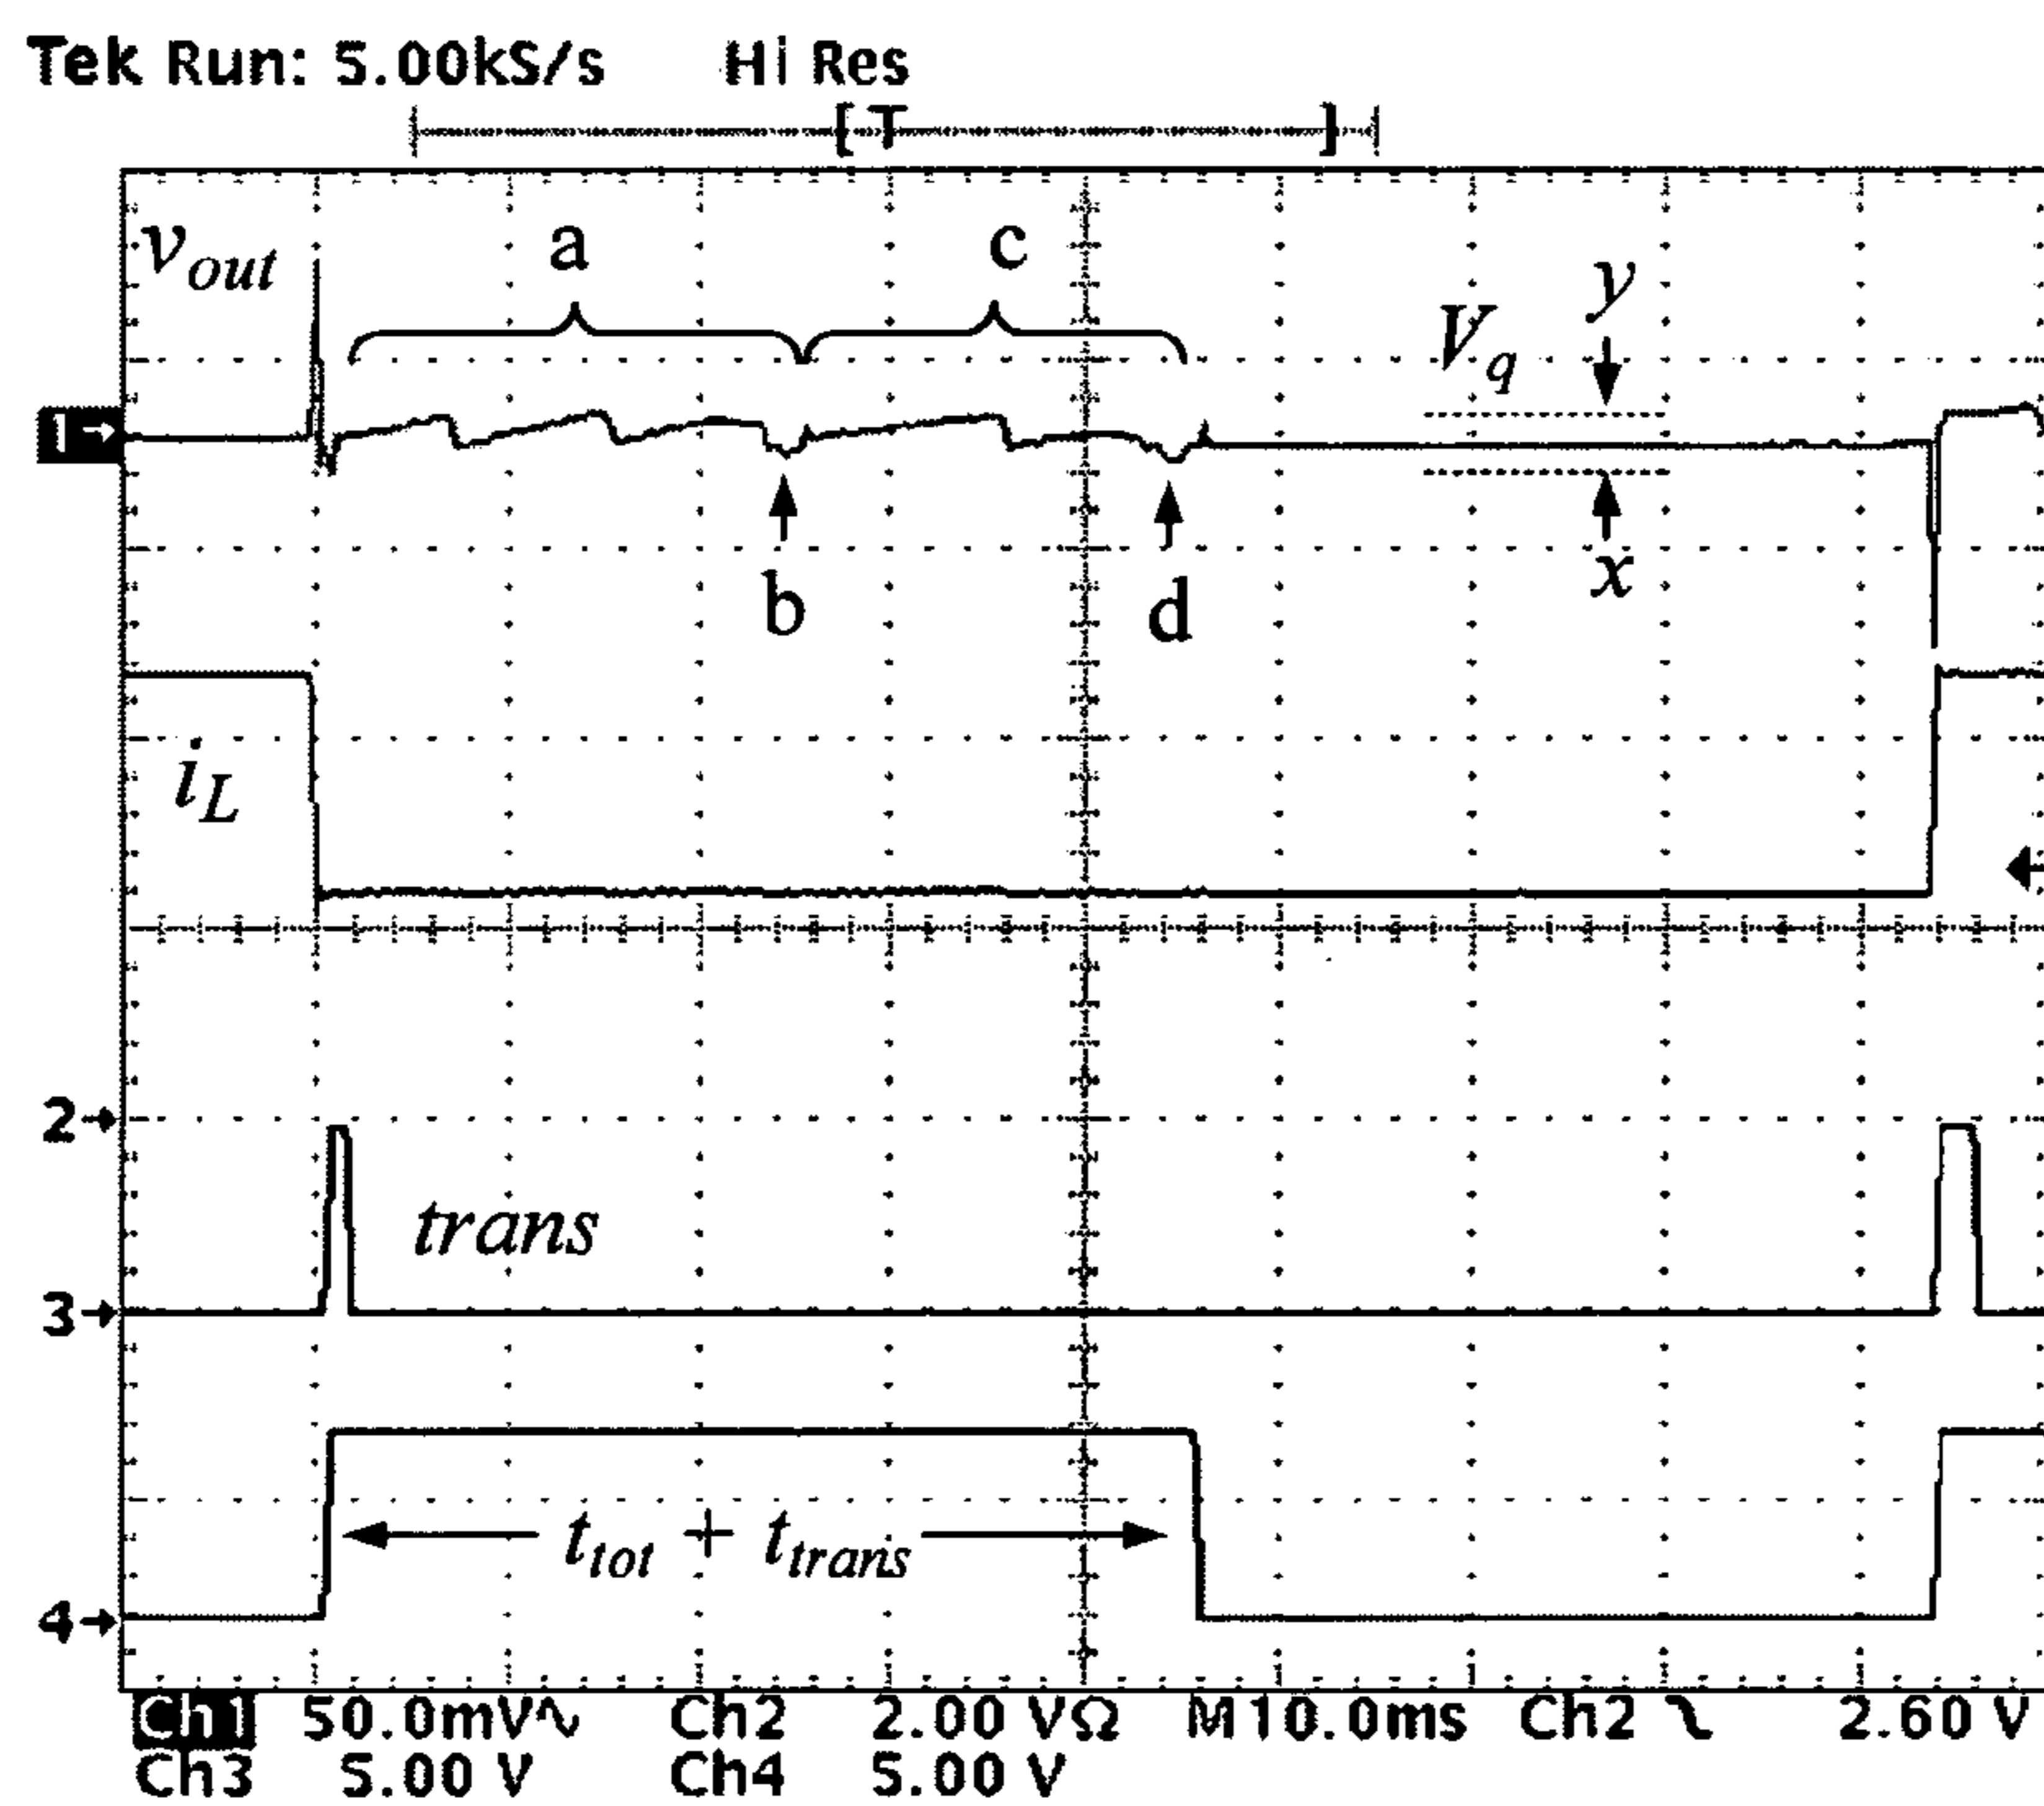 Tek Run: 5.00kS/s Hi Res
[ T ]
v_out a c y
V_q
1→
b d x
i_L
2→
trans
3→
t_tot + t_trans
4→
Ch1 50.0mV∿ Ch2 2.00 VΩ M10.0ms Ch2 ʅ 2.60 V
Ch3 5.00 V Ch4 5.00 V